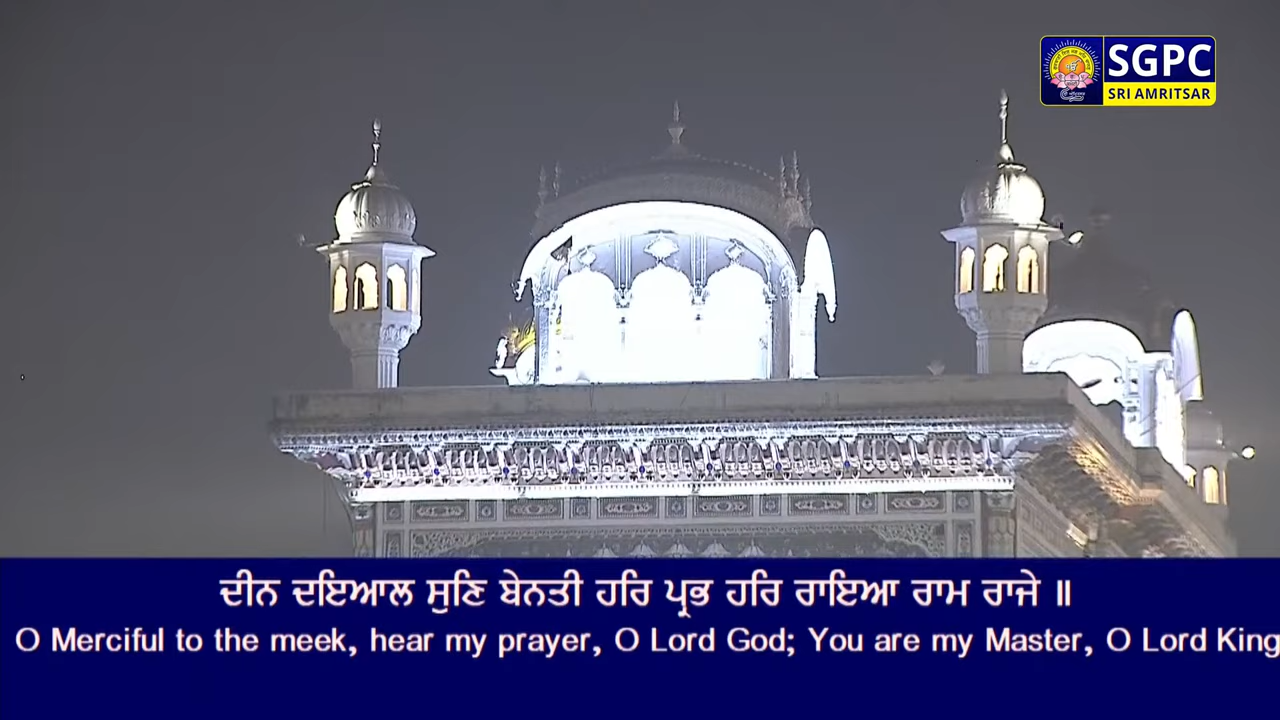 SGPC
SRI AMRITSAR
ਦੀਨ ਦਇਆਲ ਸੁਣਿ ਬੇਨਤੀ ਹਰਿ ਪ੍ਰਭ ਹਰਿ ਰਾਇਆ ਰਾਮ ਰਾਜੇ ॥
O Merciful to the meek, hear my prayer, O Lord God; You are my Master, O Lord King